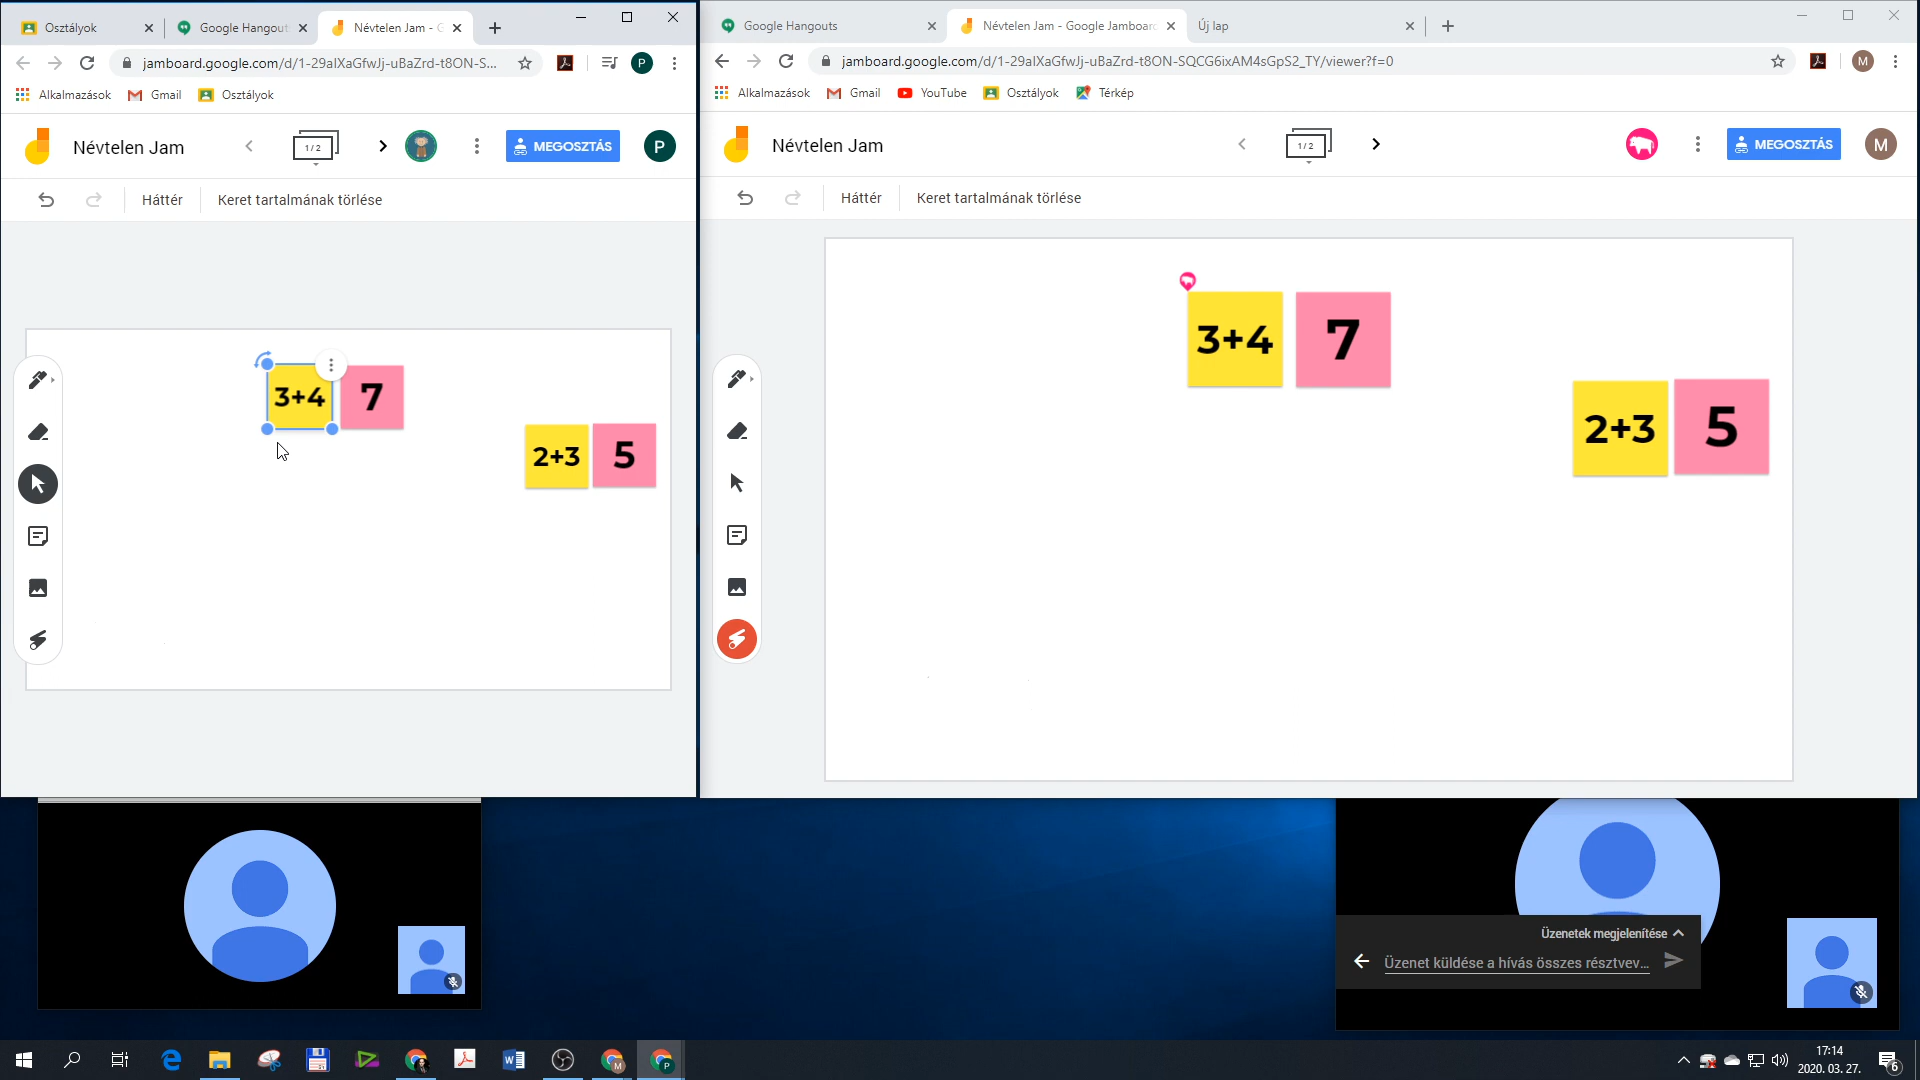 Osztályok
Google Hangout
Névtelen Jam - G
jamboard.google.com/d/1-29alXaGfwJj-uBaZrd-t8ON-S...
P
Alkalmazások
Gmail
Osztályok
Névtelen Jam
1 / 2
MEGOSZTÁS
P
Háttér
Keret tartalmának törlése
3+4
7
2+3
5
Google Hangouts
Névtelen Jam - Google Jamboard
Új lap
jamboard.google.com/d/1-29alXaGfwJj-uBaZrd-t8ON-SQCG6ixAM4sGpS2_TY/viewer?f=0
M
Alkalmazások
Gmail
YouTube
Osztályok
Térkép
Névtelen Jam
1 / 2
MEGOSZTÁS
M
Háttér
Keret tartalmának törlése
3+4
7
2+3
5
Üzenetek megjelenítése
Üzenet küldése a hívás összes résztvev...
M
P
17:14
2020. 03. 27.
6